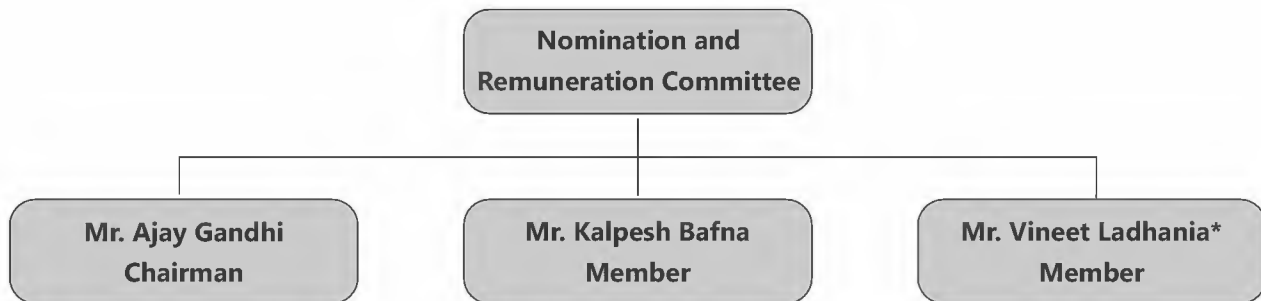 Nomination and
Remuneration Committee
Mr. Ajay Gandhi
Chairman
Mr. Kalpesh Bafna
Member
Mr. Vineet Ladhania*
Member